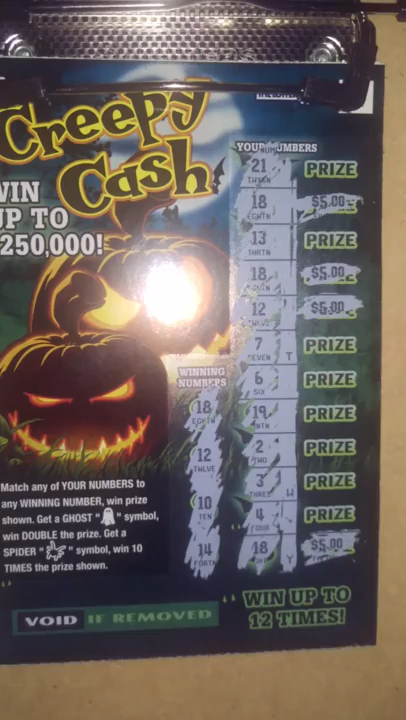 Creepy
Cash
WIN
UP TO
250,000!
YOUR NUMBERS
21
PRIZE
18
EGHTN
$5.00
13
THRTN
PRIZE
18
$5.00
12
$5.00
7
SEVEN
T
PRIZE
6
SIX
PRIZE
19
PRIZE
2
TWO
PRIZE
3
THREE
W
PRIZE
4
FOUR
PRIZE
18
Y
$5.00
WINNING
NUMBERS
18
EGHTN
12
TWLVE
10
TEN
14
FORTN
Match any of YOUR NUMBERS to
any WINNING NUMBER, win prize
shown. Get a GHOST " " symbol,
win DOUBLE the prize. Get a
SPIDER " " symbol, win 10
TIMES the prize shown.
VOID IF REMOVED
WIN UP TO
12 TIMES!